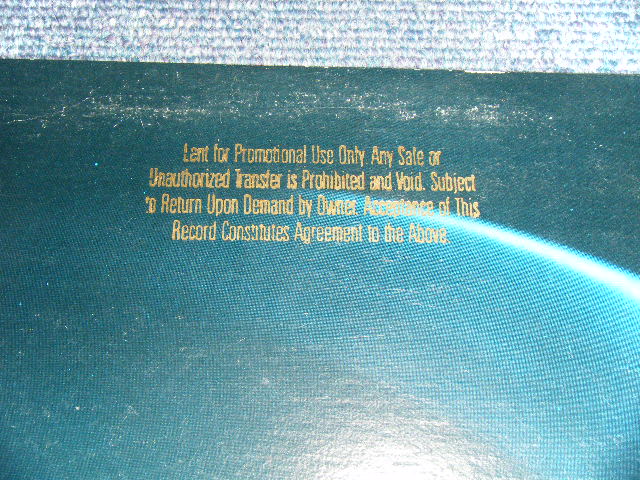 Lent for Promotional Use Only. Any Sale or
Unauthorized Transfer is Prohibited and Void. Subject
to Return Upon Demand by Owner. Acceptance of This
Record Constitutes Agreement to the Above.